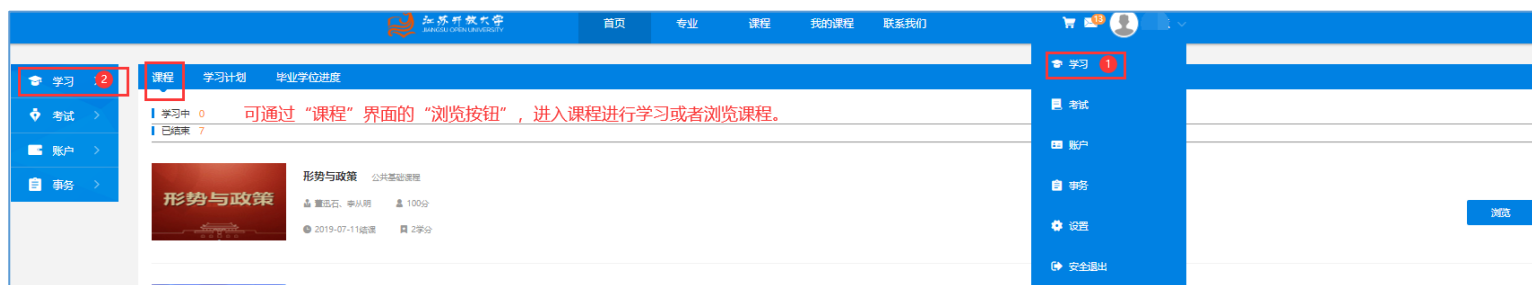 江苏开放大学
JIANGSU OPEN UNIVERSITY
首页 专业 课程 我的课程 联系我们
13
学习 2
考试
账户
事务
课程 学习计划 毕业学位进度
学习中 0
可通过“课程”界面的“浏览按钮”，进入课程进行学习或者浏览课程。
已结束 7
形势与政策
形势与政策 公共基础课程
董迅石、李从明 100分
2019-07-11结课 2学分
浏览
学习 1
考试
账户
事务
设置
安全退出